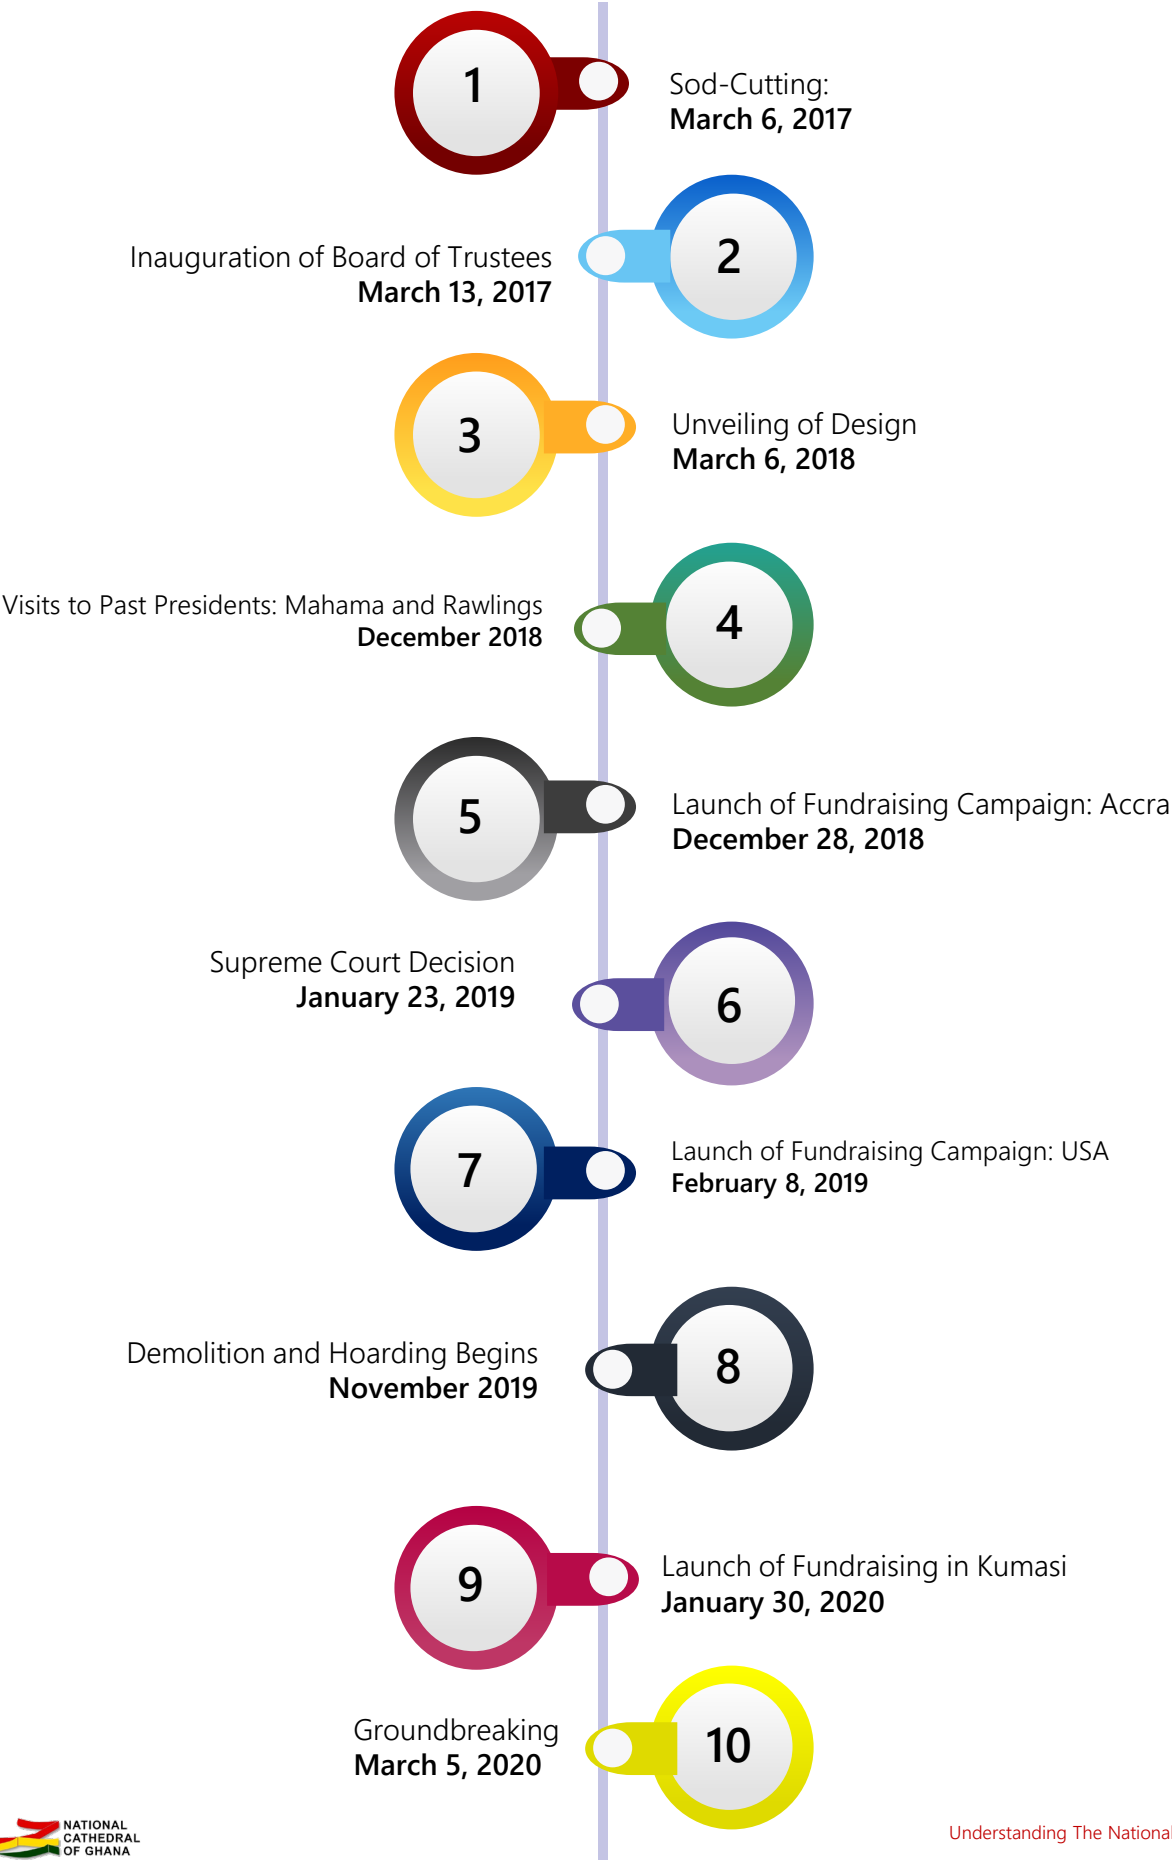 1
Sod-Cutting:
March 6, 2017
2
Inauguration of Board of Trustees
March 13, 2017
3
Unveiling of Design
March 6, 2018
4
Visits to Past Presidents: Mahama and Rawlings
December 2018
5
Launch of Fundraising Campaign: Accra
December 28, 2018
6
Supreme Court Decision
January 23, 2019
7
Launch of Fundraising Campaign: USA
February 8, 2019
8
Demolition and Hoarding Begins
November 2019
9
Launch of Fundraising in Kumasi
January 30, 2020
10
Groundbreaking
March 5, 2020
NATIONAL
CATHEDRAL
OF GHANA
Understanding The National